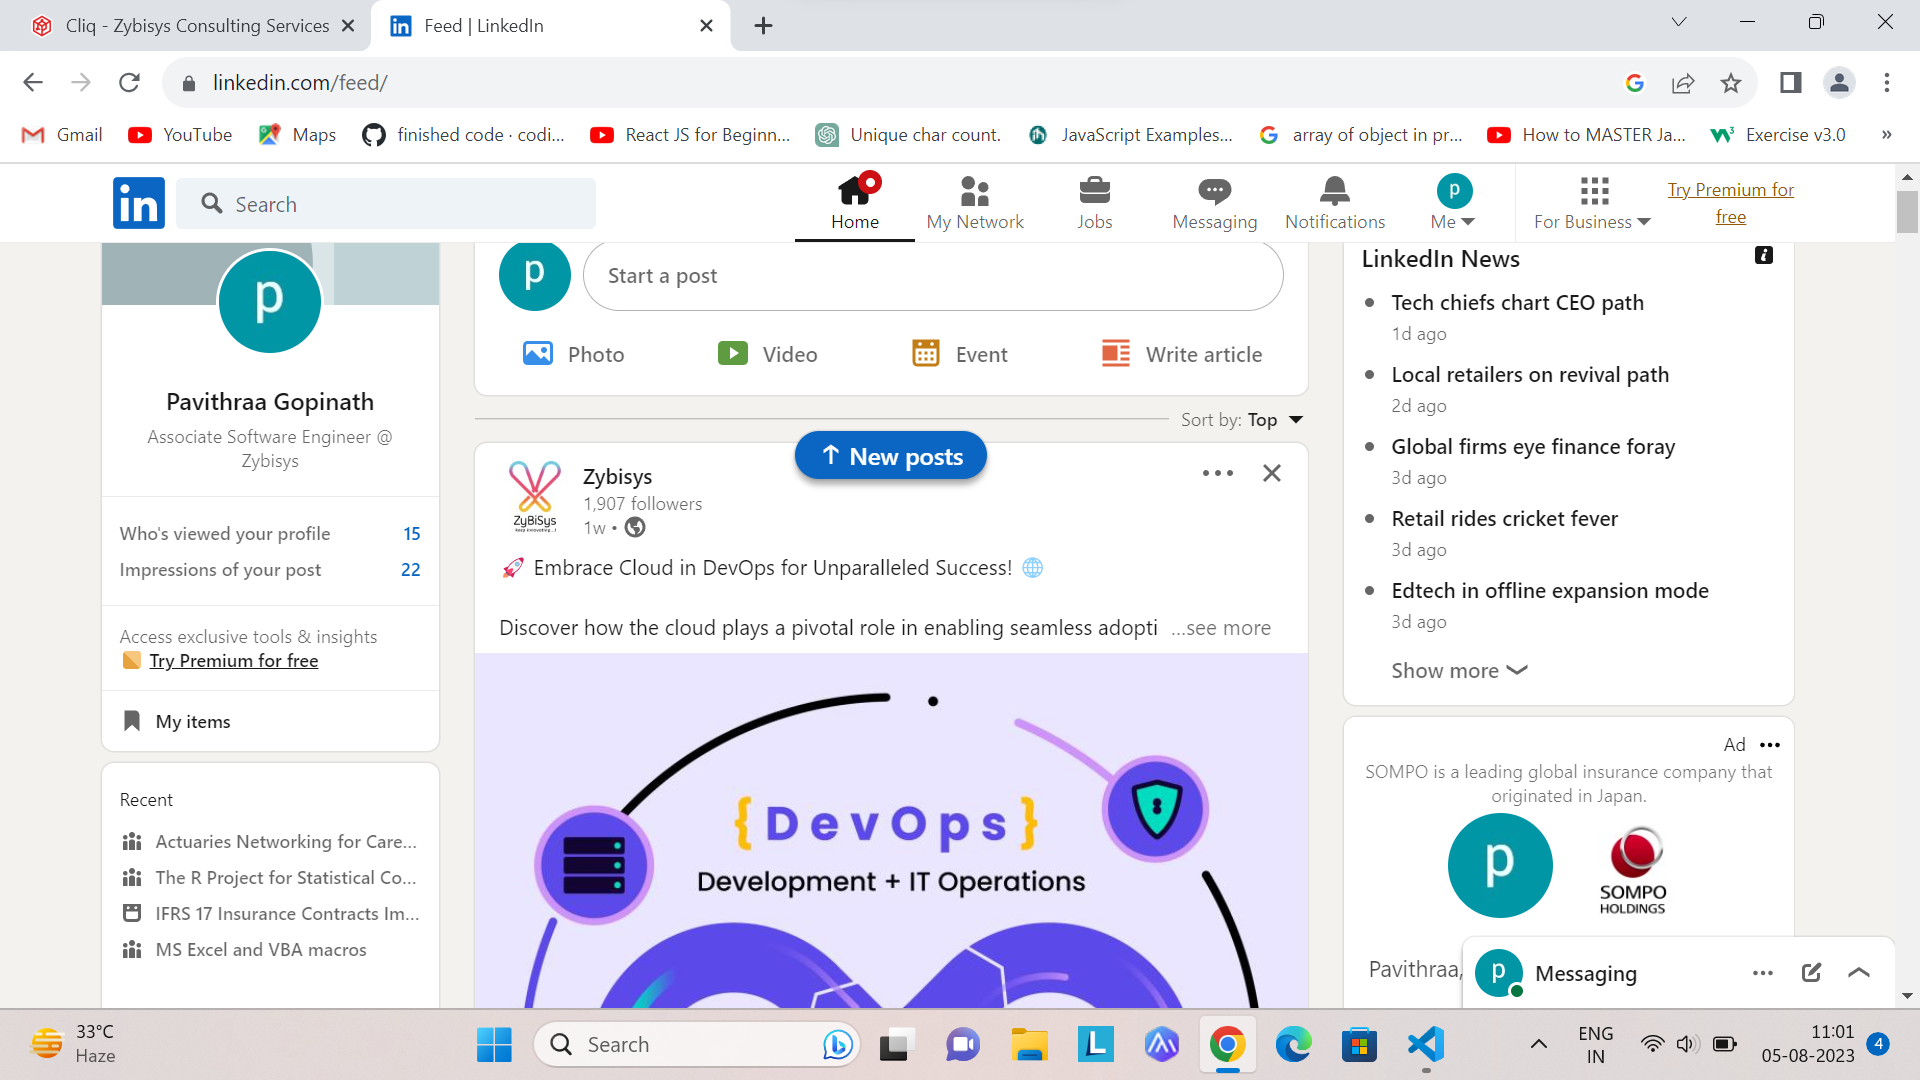 Cliq - Zybisys Consulting Services
Feed | LinkedIn
linkedin.com/feed/
Gmail
YouTube
Maps
finished code · codi...
React JS for Beginn...
Unique char count.
JavaScript Examples...
array of object in pr...
How to MASTER Ja...
Exercise v3.0
»
in
Search
Home
My Network
Jobs
Messaging
Notifications
p
Me
For Business
Try Premium for
free
p
Pavithraa Gopinath
Associate Software Engineer @
Zybisys
Who's viewed your profile 15
Impressions of your post 22
Access exclusive tools & insights
Try Premium for free
My items
Recent
Actuaries Networking for Care...
The R Project for Statistical Co...
IFRS 17 Insurance Contracts Im...
MS Excel and VBA macros
p
Start a post
Photo
Video
Event
Write article
Sort by: Top
↑ New posts
ZyBiSys
keep innovating...!
Zybisys
1,907 followers
1w •
🚀 Embrace Cloud in DevOps for Unparalleled Success! 🌐
Discover how the cloud plays a pivotal role in enabling seamless adopti ...see more
{DevOps}
Development + IT Operations
LinkedIn News
Tech chiefs chart CEO path
1d ago
Local retailers on revival path
2d ago
Global firms eye finance foray
3d ago
Retail rides cricket fever
3d ago
Edtech in offline expansion mode
3d ago
Show more
Ad
SOMPO is a leading global insurance company that
originated in Japan.
p
SOMPO
HOLDINGS
Pavithraa,
p
Messaging
33°C
Haze
Search
L
ENG
IN
11:01
05-08-2023
4